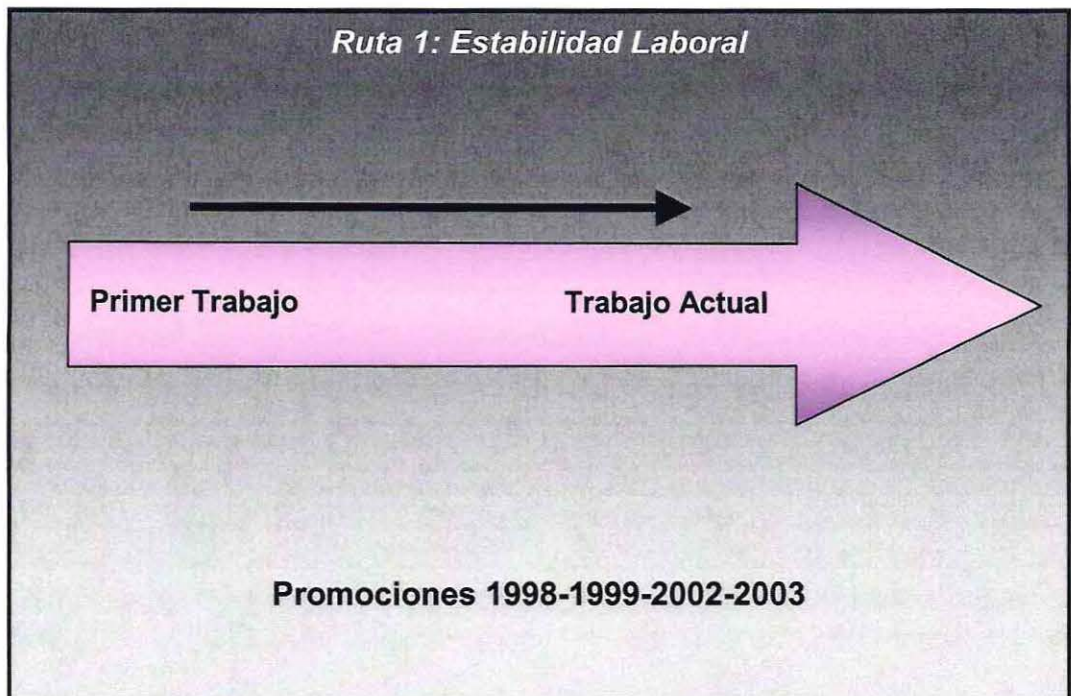 Ruta 1: Estabilidad Laboral
Primer Trabajo Trabajo Actual
Promociones 1998-1999-2002-2003